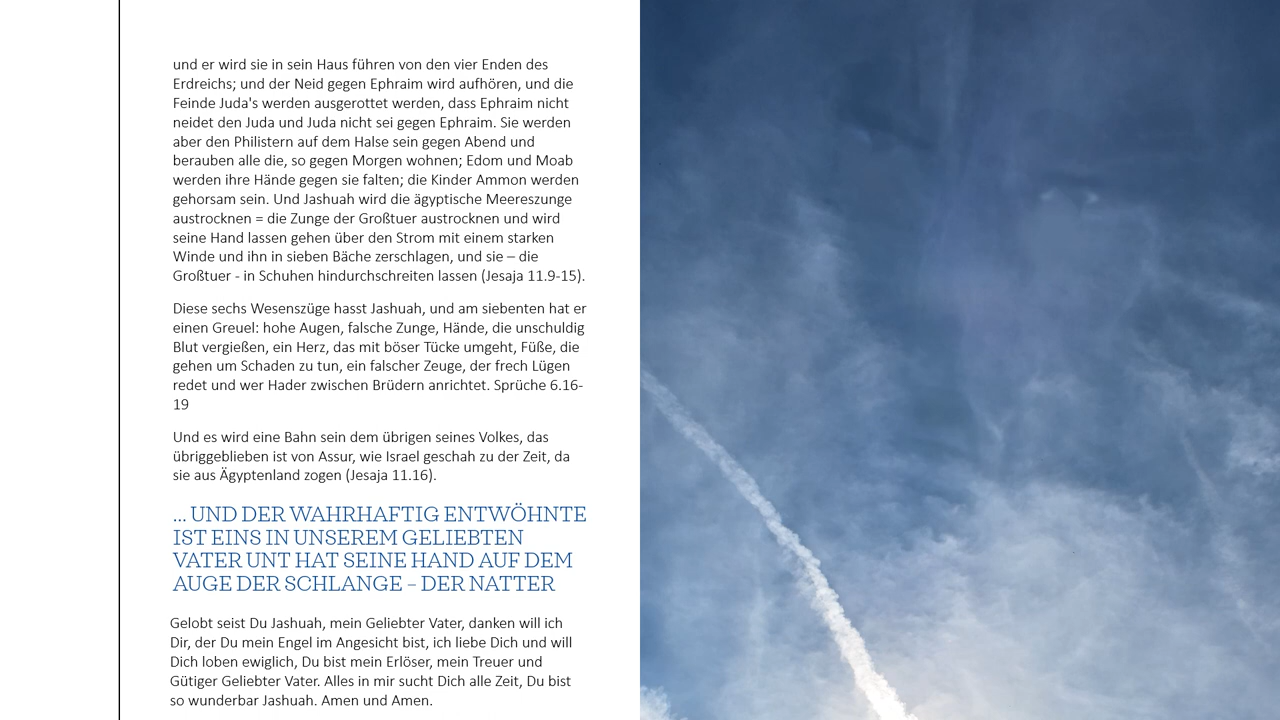 und er wird sie in sein Haus führen von den vier Enden des
Erdreichs; und der Neid gegen Ephraim wird aufhören, und die
Feinde Juda's werden ausgerottet werden, dass Ephraim nicht
neidet den Juda und Juda nicht sei gegen Ephraim. Sie werden
aber den Philistern auf dem Halse sein gegen Abend und
berauben alle die, so gegen Morgen wohnen; Edom und Moab
werden ihre Hände gegen sie falten; die Kinder Ammon werden
gehorsam sein. Und Jashuah wird die ägyptische Meereszunge
austrocknen = die Zunge der Großtuer austrocknen und wird
seine Hand lassen gehen über den Strom mit einem starken
Winde und ihn in sieben Bäche zerschlagen, und sie – die
Großtuer - in Schuhen hindurchschreiten lassen (Jesaja 11.9-15).
Diese sechs Wesenszüge hasst Jashuah, und am siebenten hat er
einen Greuel: hohe Augen, falsche Zunge, Hände, die unschuldig
Blut vergießen, ein Herz, das mit böser Tücke umgeht, Füße, die
gehen um Schaden zu tun, ein falscher Zeuge, der frech Lügen
redet und wer Hader zwischen Brüdern anrichtet. Sprüche 6.16-
19
Und es wird eine Bahn sein dem übrigen seines Volkes, das
übriggeblieben ist von Assur, wie Israel geschah zu der Zeit, da
sie aus Ägyptenland zogen (Jesaja 11.16).
... UND DER WAHRHAFTIG ENTWÖHNTE
IST EINS IN UNSEREM GELIEBTEN
VATER UNT HAT SEINE HAND AUF DEM
AUGE DER SCHLANGE – DER NATTER
Gelobt seist Du Jashuah, mein Geliebter Vater, danken will ich
Dir, der Du mein Engel im Angesicht bist, ich liebe Dich und will
Dich loben ewiglich, Du bist mein Erlöser, mein Treuer und
Gütiger Geliebter Vater. Alles in mir sucht Dich alle Zeit, Du bist
so wunderbar Jashuah. Amen und Amen.